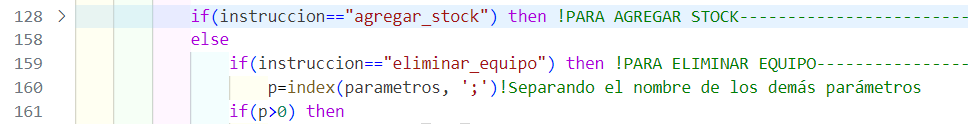 128 > if(instruccion=="agregar_stock") then !PARA AGREGAR STOCK-------------------------
158 else
159 if(instruccion=="eliminar_equipo") then !PARA ELIMINAR EQUIPO-----------------
160 p=index(parametros, ';')!Separando el nombre de los demás parámetros
161 if(p>0) then